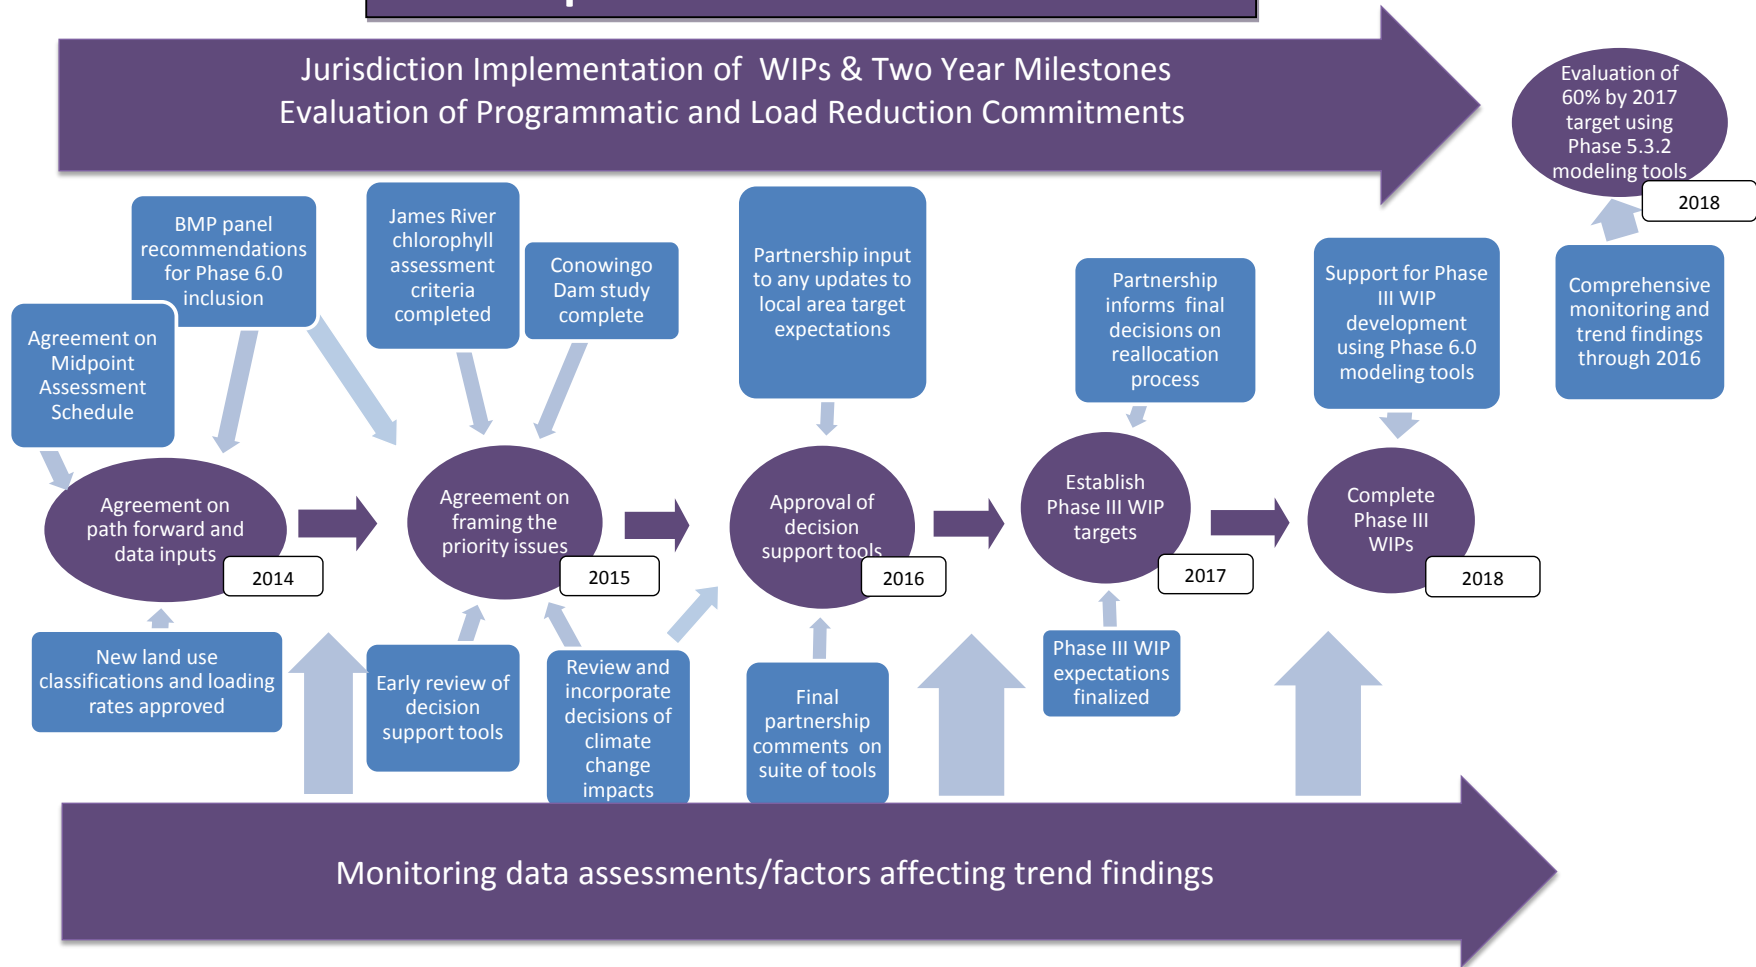 Jurisdiction Implementation of  WIPs & Two Year Milestones
Evaluation of Programmatic and Load Reduction Commitments
Evaluation of
60% by 2017
target using
Phase 5.3.2
modeling tools
2018
BMP panel
recommendations
for Phase 6.0
inclusion
James River
chlorophyll
assessment
criteria
completed
Conowingo
Dam study
complete
Partnership input
to any updates to
local area target
expectations
Partnership
informs  final
decisions on
reallocation
process
Support for Phase
III WIP
development
using Phase 6.0
modeling tools
Comprehensive
monitoring and
trend findings
through 2016
Agreement on
Midpoint
Assessment
Schedule
Agreement on
path forward and
data inputs
2014
Agreement on
framing the
priority issues
2015
Approval of
decision
support tools
2016
Establish
Phase III WIP
targets
2017
Complete
Phase III
WIPs
2018
New land use
classifications and loading
rates approved
Early review of
decision
support tools
Review and
incorporate
decisions of
climate
change
impacts
Final
partnership
comments  on
suite of tools
Phase III WIP
expectations
finalized
Monitoring data assessments/factors affecting trend findings